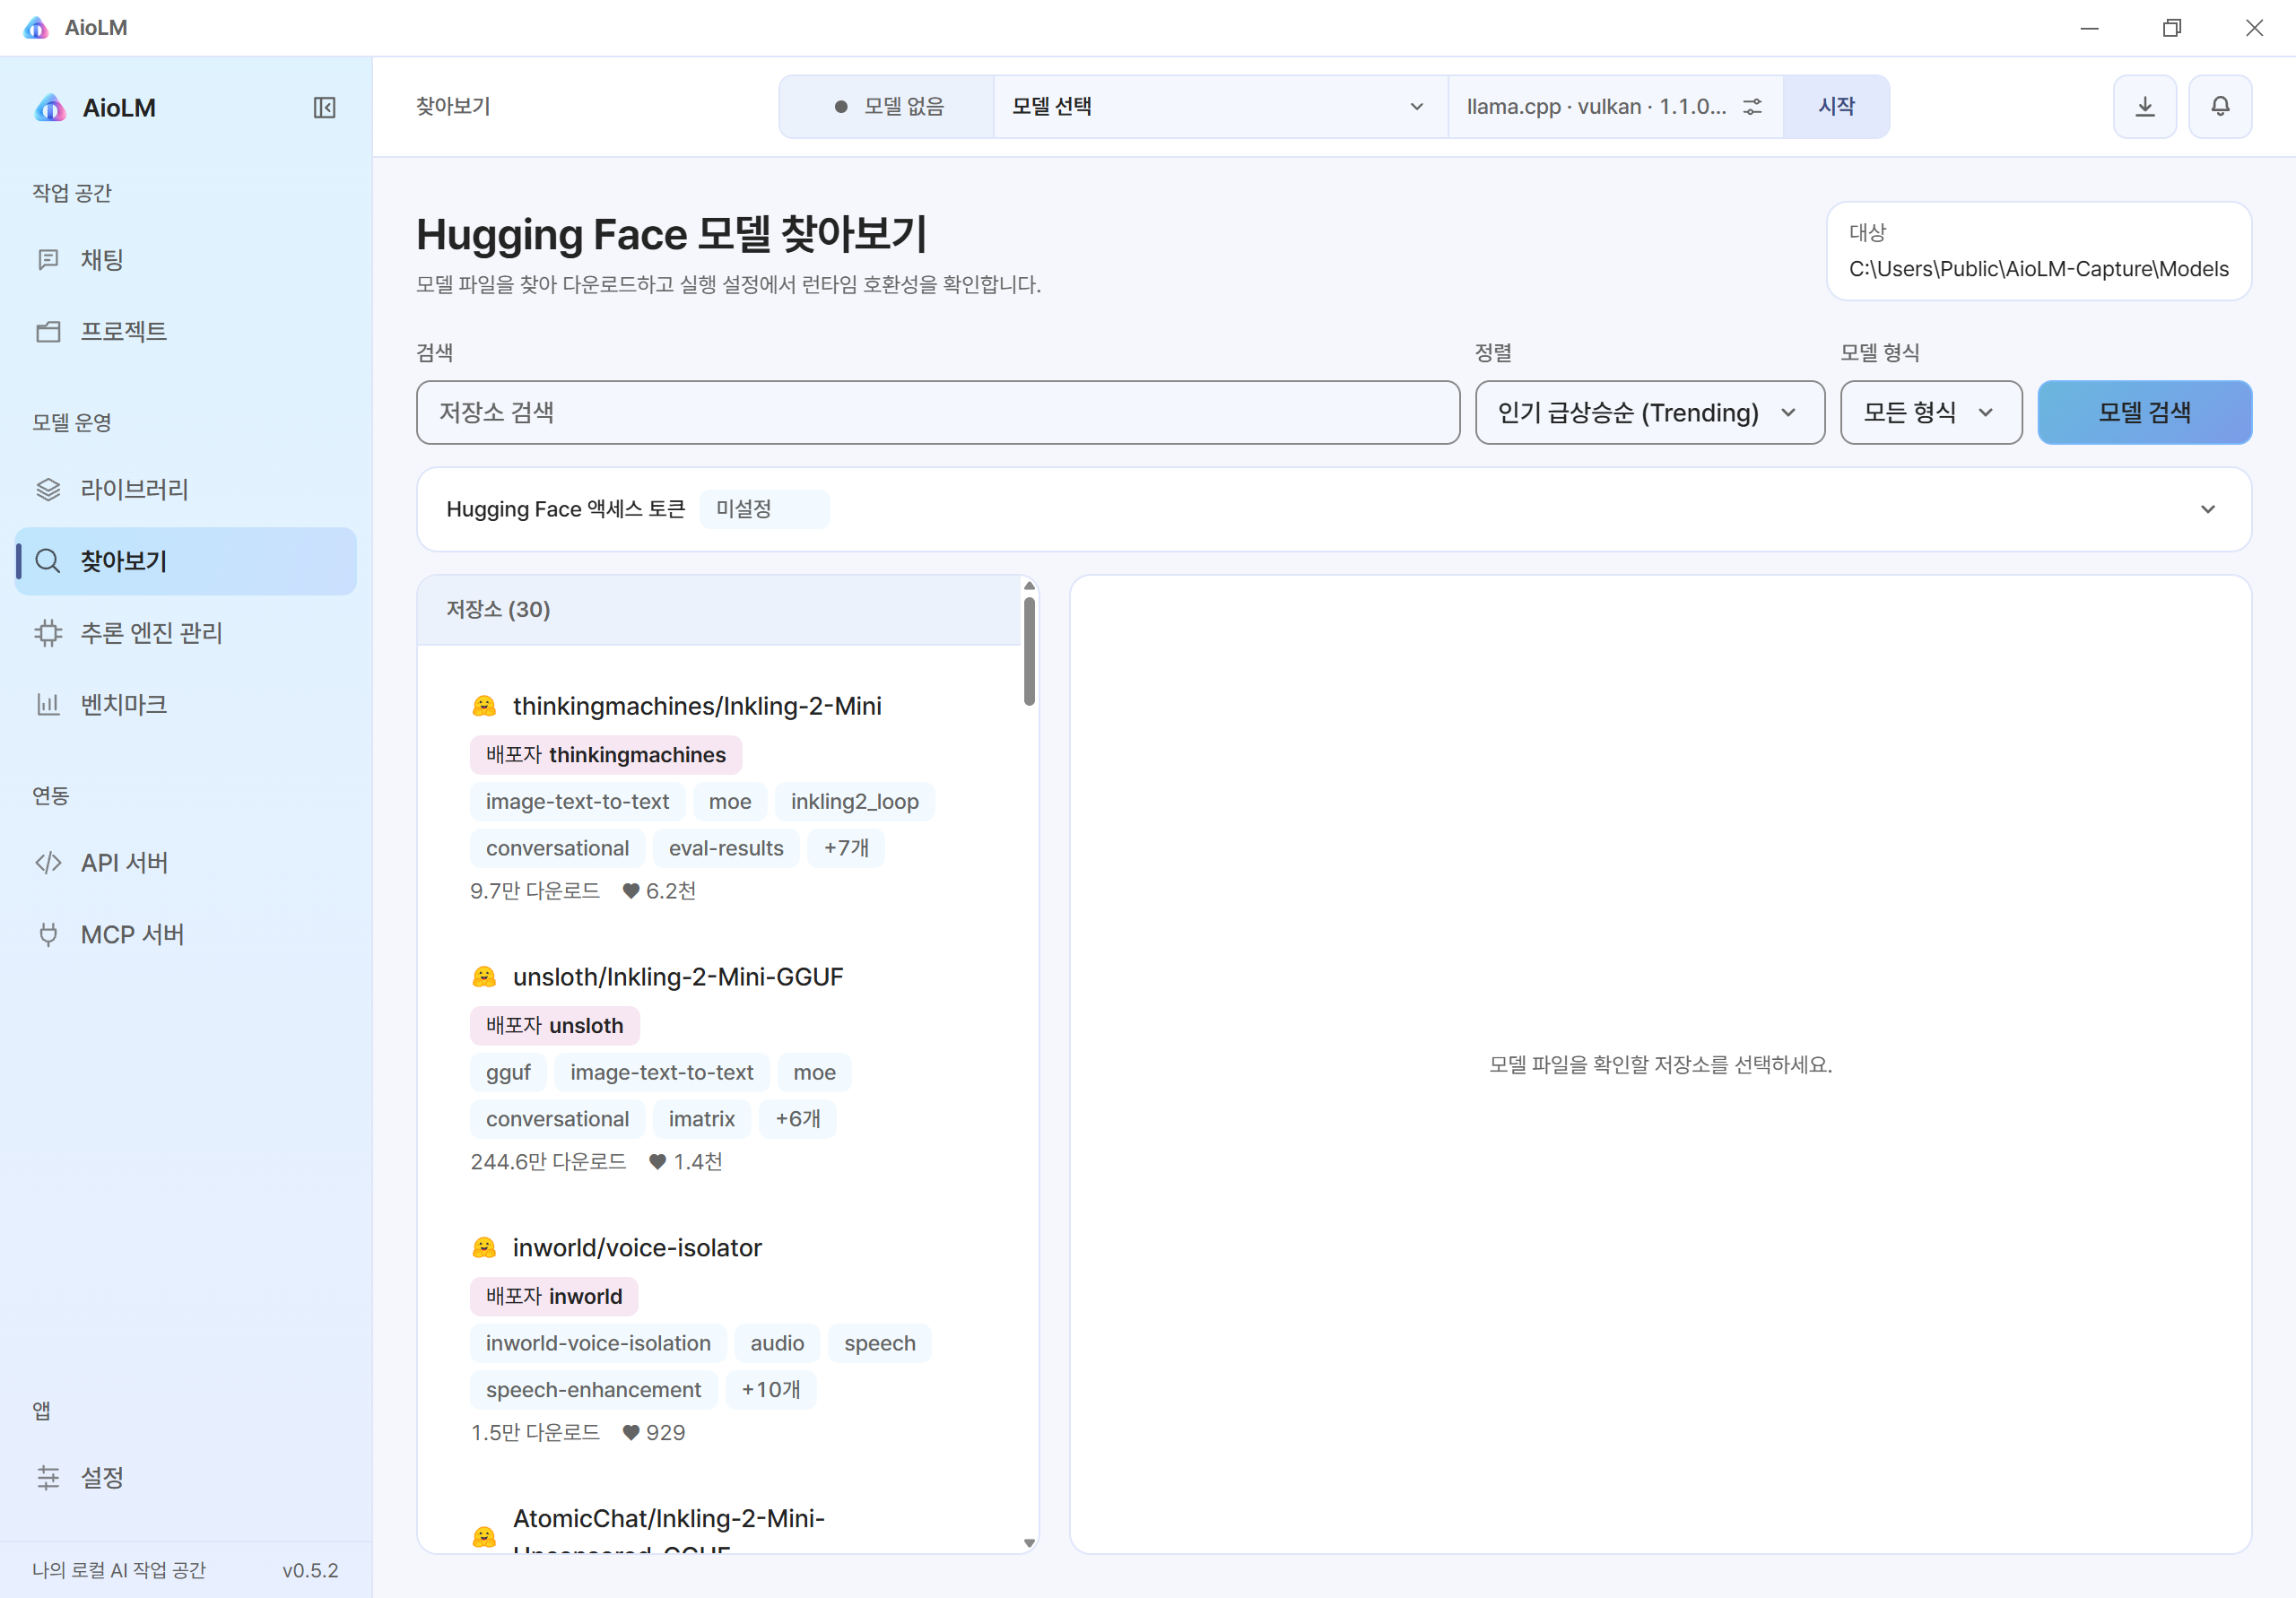 AioLM
AioLM
작업 공간
채팅
프로젝트
모델 운영
라이브러리
찾아보기
추론 엔진 관리
벤치마크
연동
API 서버
MCP 서버
앱
설정
나의 로컬 AI 작업 공간 v0.5.2
찾아보기
모델 없음 모델 선택 llama.cpp · vulkan · 1.1.0... 시작
Hugging Face 모델 찾아보기
모델 파일을 찾아 다운로드하고 실행 설정에서 런타임 호환성을 확인합니다.
대상
C:\Users\Public\AioLM-Capture\Models
검색 정렬 모델 형식
저장소 검색 인기 급상승순 (Trending) 모든 형식 모델 검색
Hugging Face 액세스 토큰 미설정
저장소 (30)
thinkingmachines/Inkling-2-Mini
배포자 thinkingmachines
image-text-to-text moe inkling2_loop
conversational eval-results +7개
9.7만 다운로드 6.2천
unsloth/Inkling-2-Mini-GGUF
배포자 unsloth
gguf image-text-to-text moe
conversational imatrix +6개
244.6만 다운로드 1.4천
inworld/voice-isolator
배포자 inworld
inworld-voice-isolation audio speech
speech-enhancement +10개
1.5만 다운로드 929
AtomicChat/Inkling-2-Mini-
Uncensored-GGUF
모델 파일을 확인할 저장소를 선택하세요.